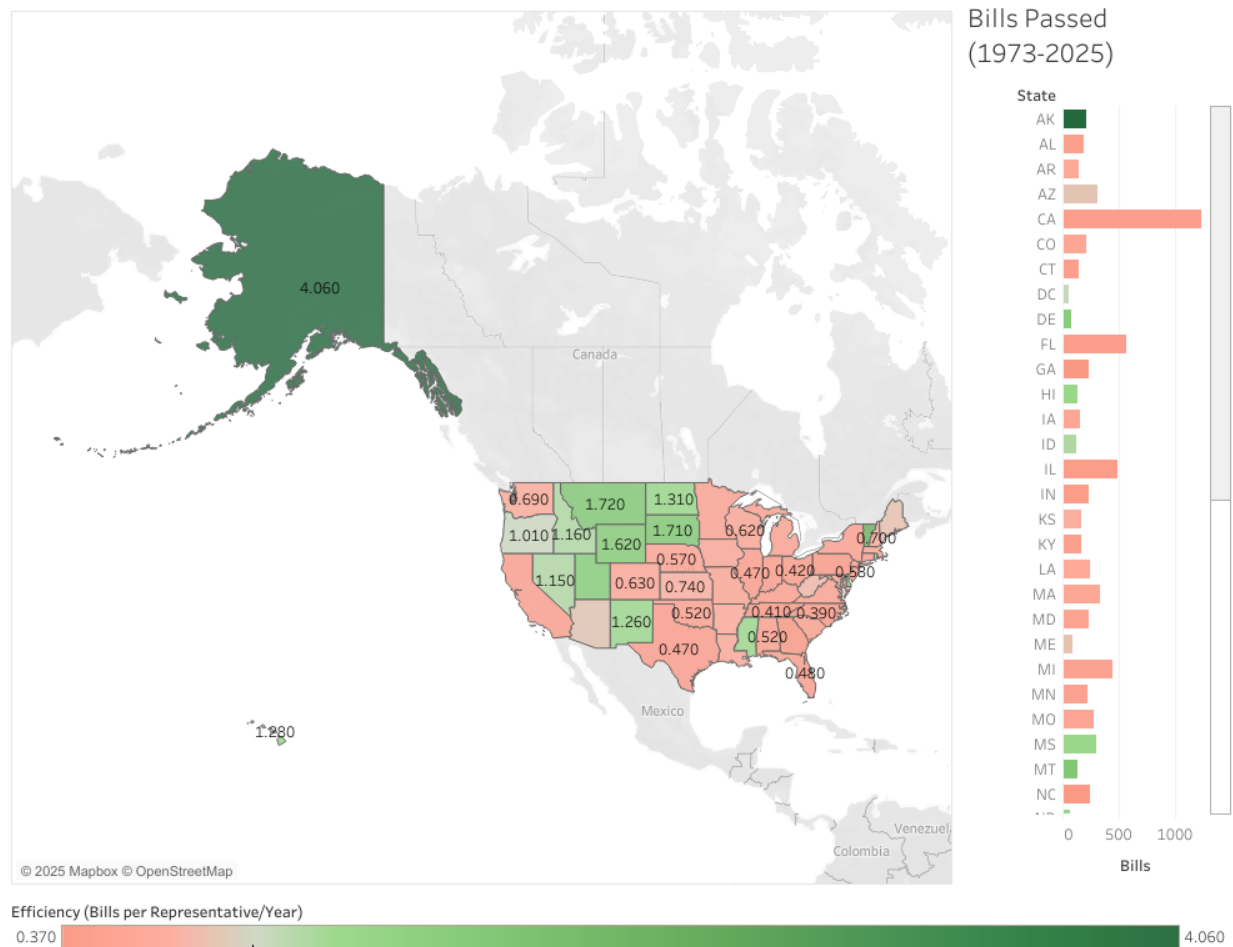 Bills Passed
(1973-2025)
State
AK
AL
AR
AZ
CA
CO
CT
DC
DE
FL
GA
HI
IA
ID
IL
IN
KS
KY
LA
MA
MD
ME
MI
MN
MO
MS
MT
NC
0 500 1000
Bills
4.060
Canada
0.690
1.720
1.310
1.010
1.160
1.710
0.620
0.700
1.620
0.570
1.150
0.630
0.740
0.470
0.420
0.580
1.260
0.520
0.410
0.390
0.520
0.470
0.480
Mexico
1.280
Venezuel
Colombia
© 2025 Mapbox © OpenStreetMap
Efficiency (Bills per Representative/Year)
0.370 4.060